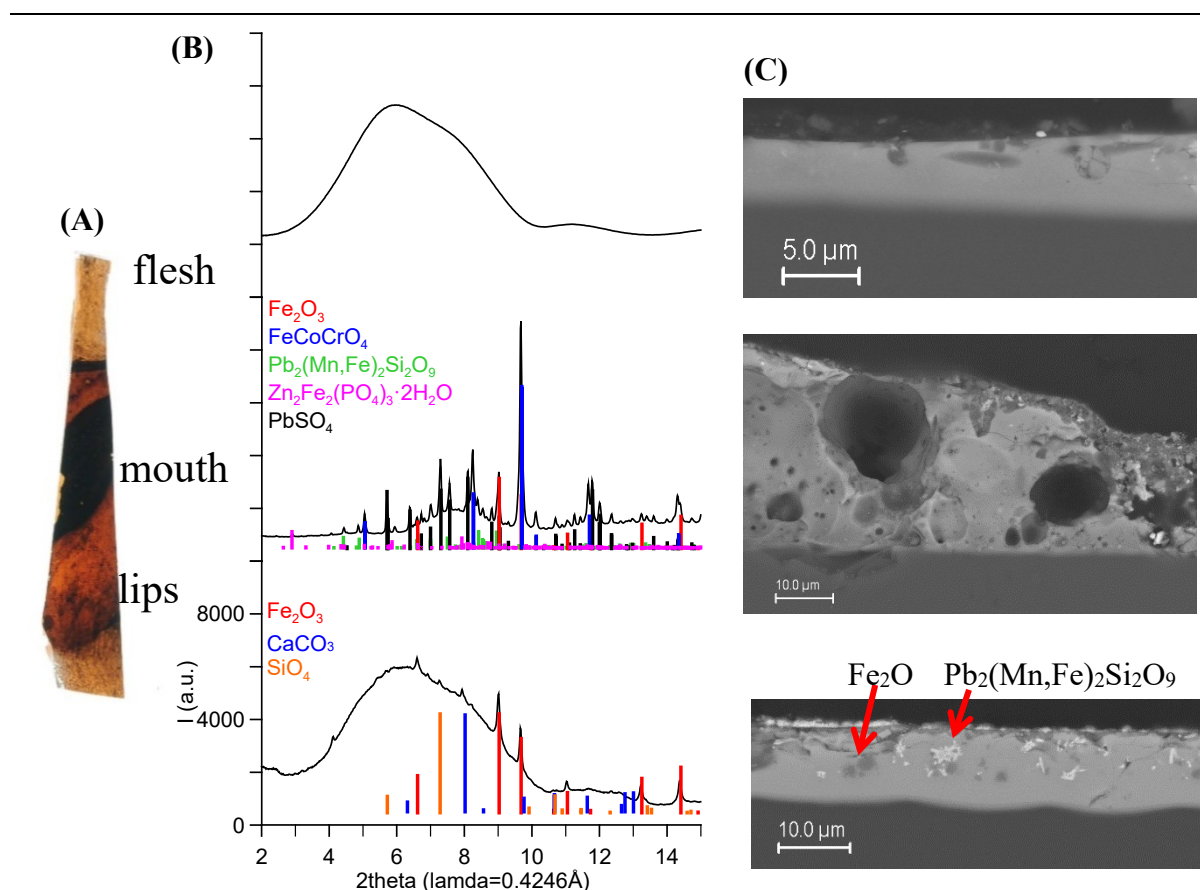 (A)
flesh
mouth
lips
(B)
Fe₂O₃
FeCoCrO₄
Pb₂(Mn,Fe)₂Si₂O₉
Zn₂Fe₂(PO₄)₃·2H₂O
PbSO₄
8000
Fe₂O₃
CaCO₃
SiO₄
I (a.u.)
4000
0
2 4 6 8 10 12 14
2theta (lamda=0.4246Å)
(C)
5.0 µm
10.0 µm
Fe₂O Pb₂(Mn,Fe)₂Si₂O₉
10.0 µm